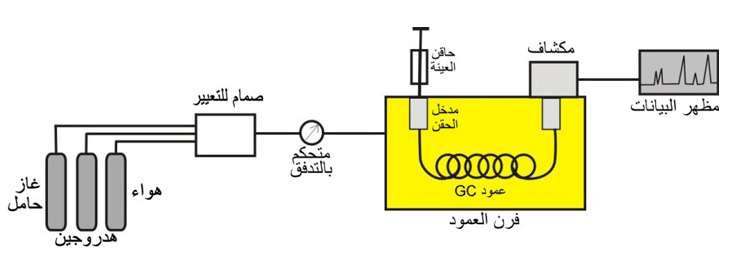 حاقن
العينة
مكشاف
مظهر البيانات
صمام للتعيير
مدخل
الحقن
متحكم
بالتدفق
غاز
حامل
هواء
هدروجين
عمود GC
فرن العمود